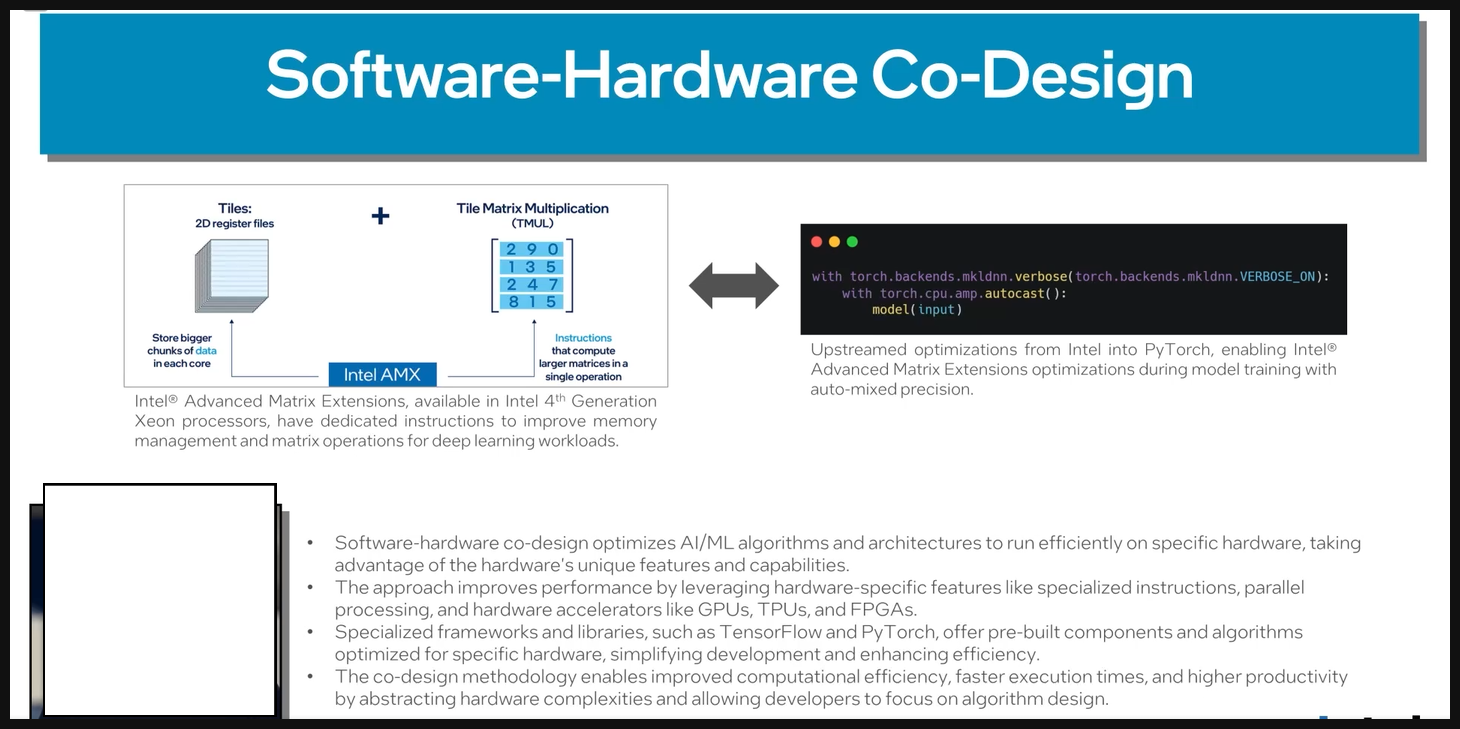 Software-Hardware Co-Design
Tiles:
2D register files
+
Tile Matrix Multiplication
(TMUL)
2 9 0
1 3 5
2 4 7
8 1 5
Store bigger
chunks of data
in each core
Instructions
that compute
larger matrices in a
single operation
Intel AMX
Intel® Advanced Matrix Extensions, available in Intel 4th Generation
Xeon processors, have dedicated instructions to improve memory
management and matrix operations for deep learning workloads.
with torch.backends.mkldnn.verbose(torch.backends.mkldnn.VERBOSE_ON):
    with torch.cpu.amp.autocast():
        model(input)
Upstreamed optimizations from Intel into PyTorch, enabling Intel®
Advanced Matrix Extensions optimizations during model training with
auto-mixed precision.
• Software-hardware co-design optimizes AI/ML algorithms and architectures to run efficiently on specific hardware, taking
advantage of the hardware's unique features and capabilities.
• The approach improves performance by leveraging hardware-specific features like specialized instructions, parallel
processing, and hardware accelerators like GPUs, TPUs, and FPGAs.
• Specialized frameworks and libraries, such as TensorFlow and PyTorch, offer pre-built components and algorithms
optimized for specific hardware, simplifying development and enhancing efficiency.
• The co-design methodology enables improved computational efficiency, faster execution times, and higher productivity
by abstracting hardware complexities and allowing developers to focus on algorithm design.